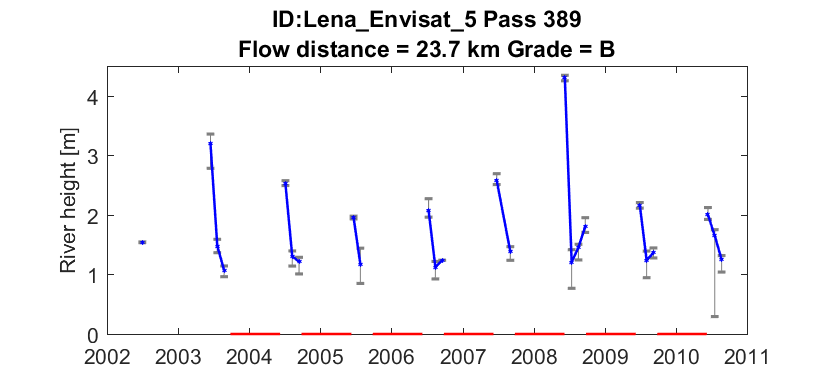 ID:Lena_Envisat_5 Pass 389
Flow distance = 23.7 km Grade = B
River height [m]
4
3
2
1
0
2002 2003 2004 2005 2006 2007 2008 2009 2010 2011